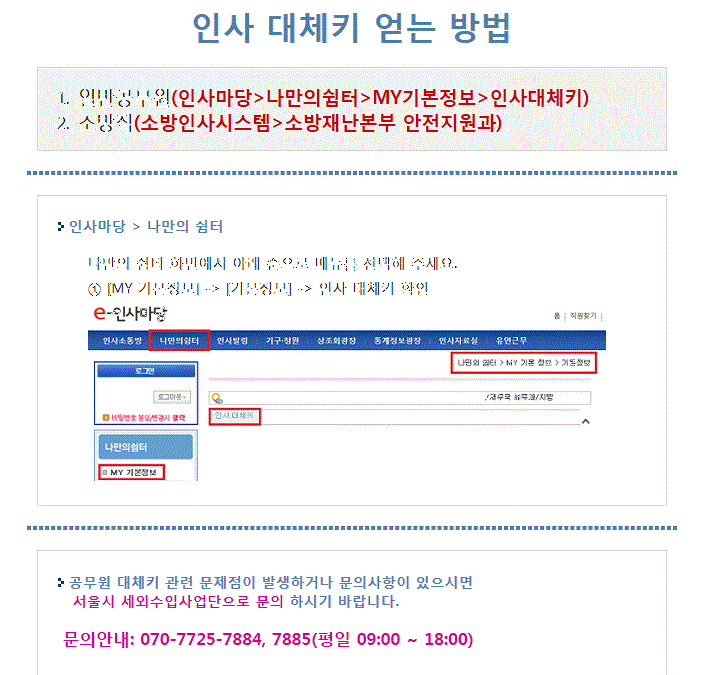 인사 대체키 얻는 방법
1. 일반공무원(인사마당>나만의쉼터>MY기본정보>인사대체키)
2. 소방직(소방인사시스템>소방재난본부 안전지원과)
인사마당 > 나만의 쉼터
나만의 쉼터 화면에서 아래 순으로 메뉴를 선택해 주세요.
① [MY 기본정보] -> [기본정보] -> 인사 대체키 확인
e-인사마당
홈 | 직원찾기 |
인사소통방 나만의쉼터 인사발령 기구·정원 상조회광장 통계정보광장 인사자료실 유연근무
로그인
나만의 쉼터 > MY 기본 정보 > 기본정보
로그아웃
/재무국 세무과/지방
비밀번호 분실/변경시 클릭
인사 대체키
나만의쉼터
MY 기본정보
공무원 대체키 관련 문제점이 발생하거나 문의사항이 있으시면
서울시 세외수입사업단으로 문의 하시기 바랍니다.
문의안내: 070-7725-7884, 7885(평일 09:00 ~ 18:00)